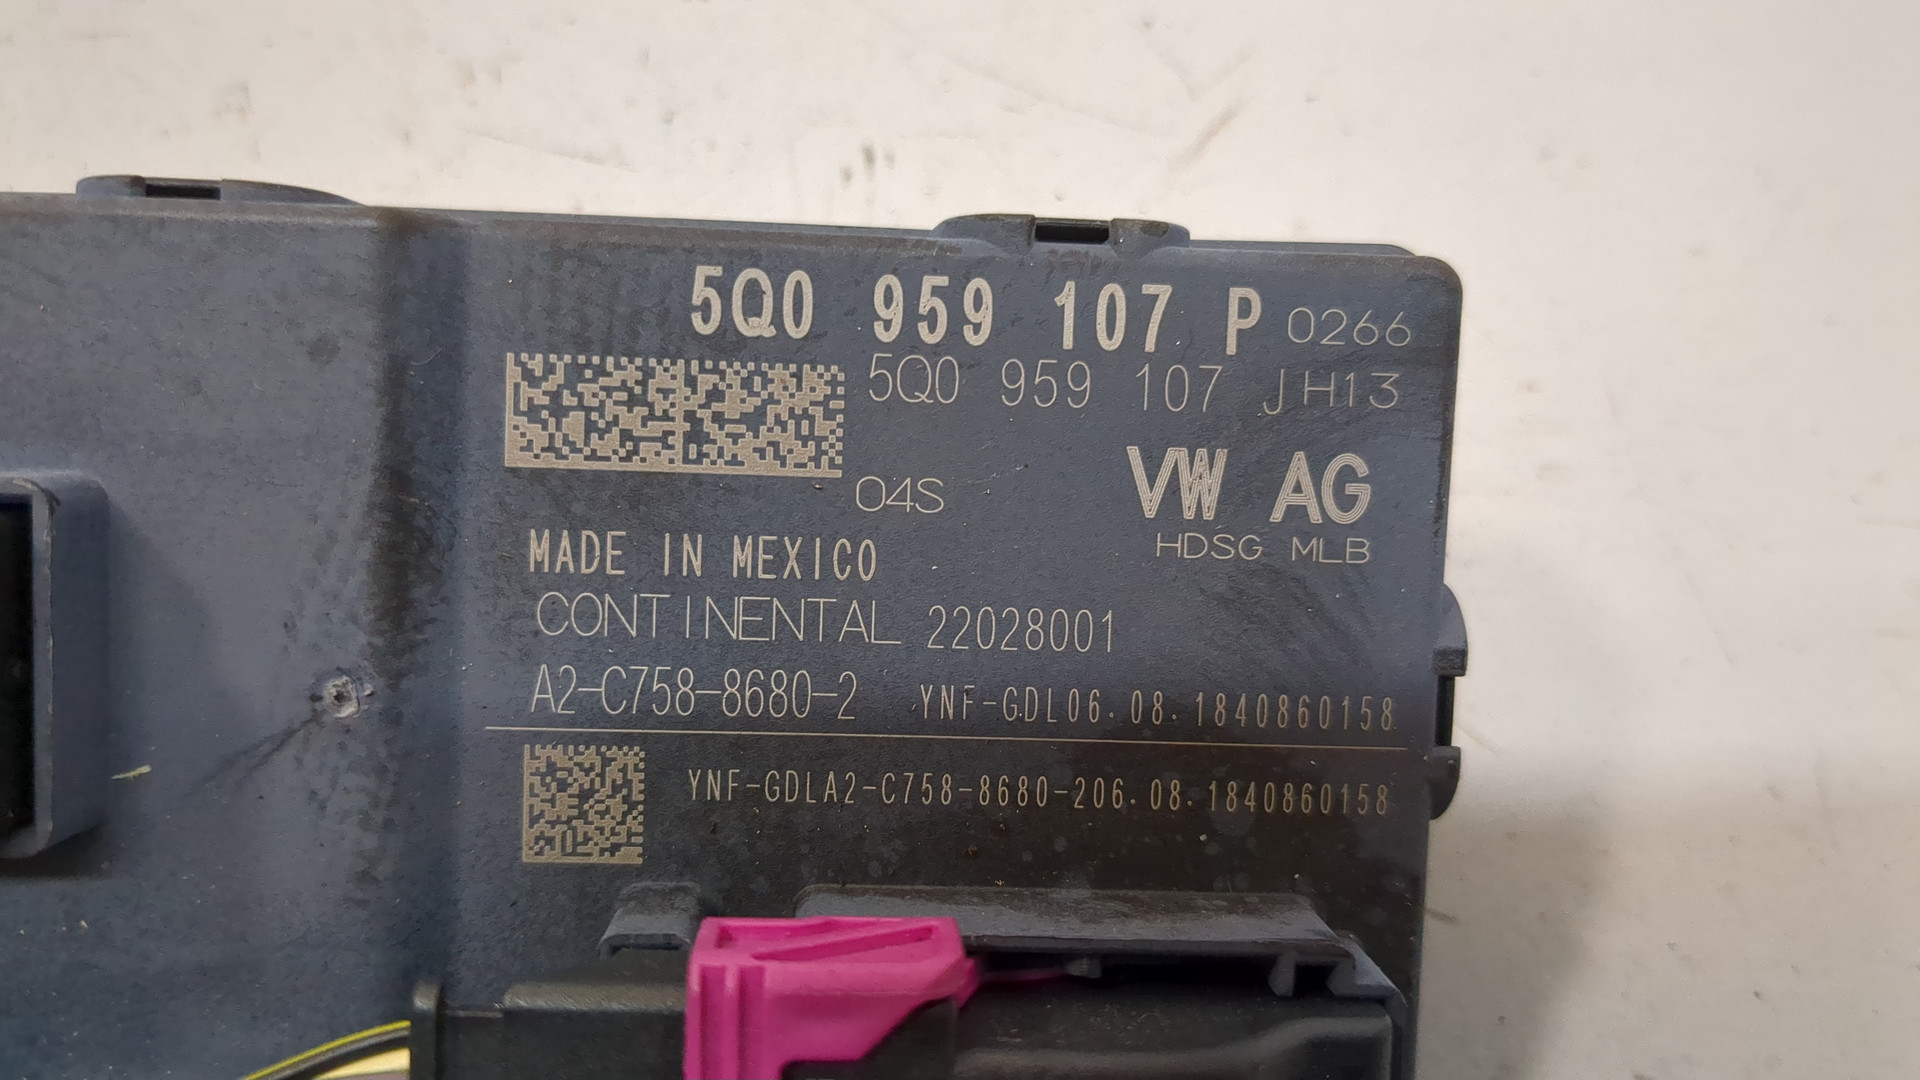 5Q0 959 107 P 0266
5Q0 959 107 J H13
04S
VW AG
HDSG MLB
MADE IN MEXICO
CONTINENTAL 22028001
A2-C758-8680-2 YNF-GDL06.08.1840860158
YNF-GDLA2-C758-8680-206.08.1840860158